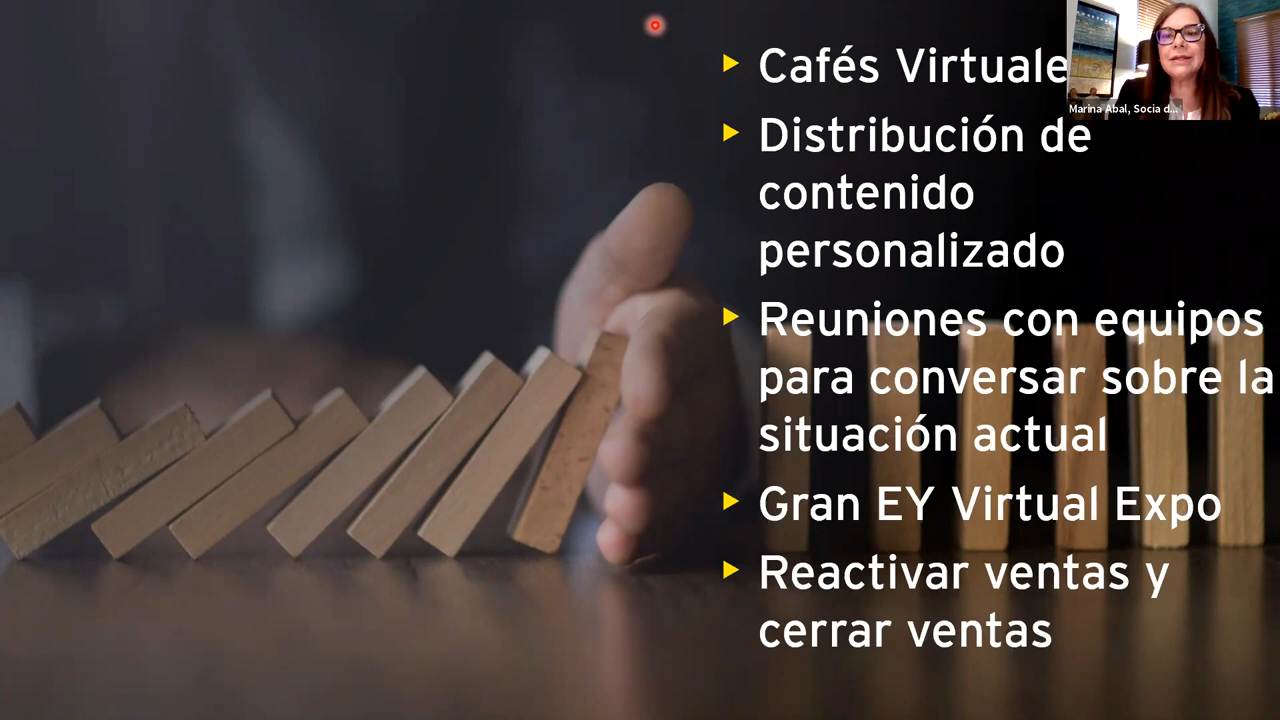 Cafés Virtuale
Marina Abal, Socia d...
Distribución de
contenido
personalizado
Reuniones con equipos
para conversar sobre la
situación actual
Gran EY Virtual Expo
Reactivar ventas y
cerrar ventas